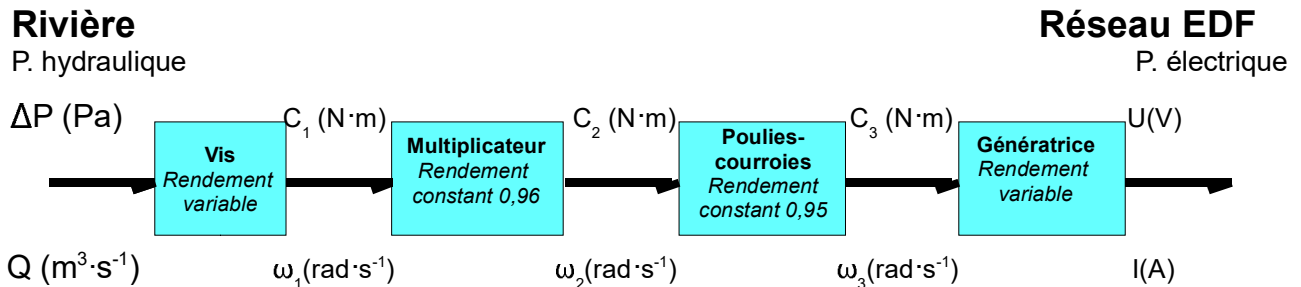 Rivière
Réseau EDF
P. hydraulique
P. électrique
ΔP (Pa)
C₁ (N·m)
C₂ (N·m)
C₃ (N·m)
U(V)
Vis
Rendement
variable
Multiplicateur
Rendement
constant 0,96
Poulies-
courroies
Rendement
constant 0,95
Génératrice
Rendement
variable
Q (m³·s⁻¹)
ω₁(rad·s⁻¹)
ω₂(rad·s⁻¹)
ω₃(rad·s⁻¹)
I(A)